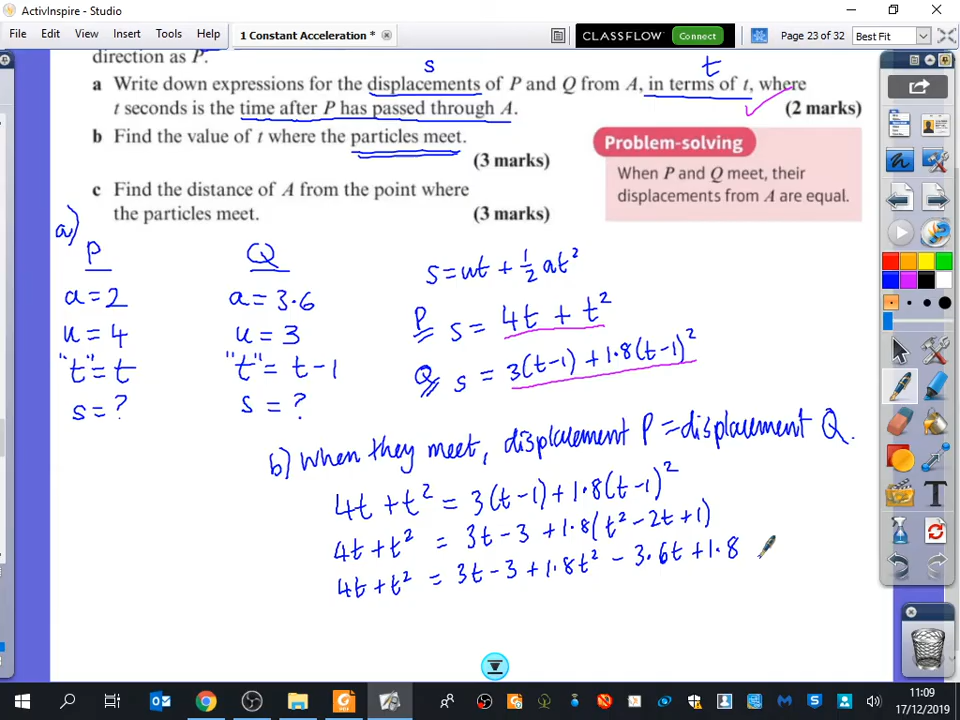 ActivInspire - Studio
File Edit View Insert Tools Help
1 Constant Acceleration *
CLASSFLOW Connect
Page 23 of 32
Best Fit
direction as P.
s
t
a Write down expressions for the displacements of P and Q from A, in terms of t, where
t seconds is the time after P has passed through A.
(2 marks)
b Find the value of t where the particles meet.
(3 marks)
c Find the distance of A from the point where
the particles meet.
(3 marks)
Problem-solving
When P and Q meet, their
displacements from A are equal.
a)
P
a = 2
u = 4
"t" = t
s = ?
Q
a = 3.6
u = 3
"t" = t - 1
s = ?
s = ut + 1/2 at²
P s = 4t + t²
Q s = 3(t-1) + 1.8(t-1)²
b) When they meet, displacement P = displacement Q.
4t + t² = 3(t-1) + 1.8(t-1)²
4t + t² = 3t - 3 + 1.8(t² - 2t + 1)
4t + t² = 3t - 3 + 1.8t² - 3.6t + 1.8
11:09
17/12/2019